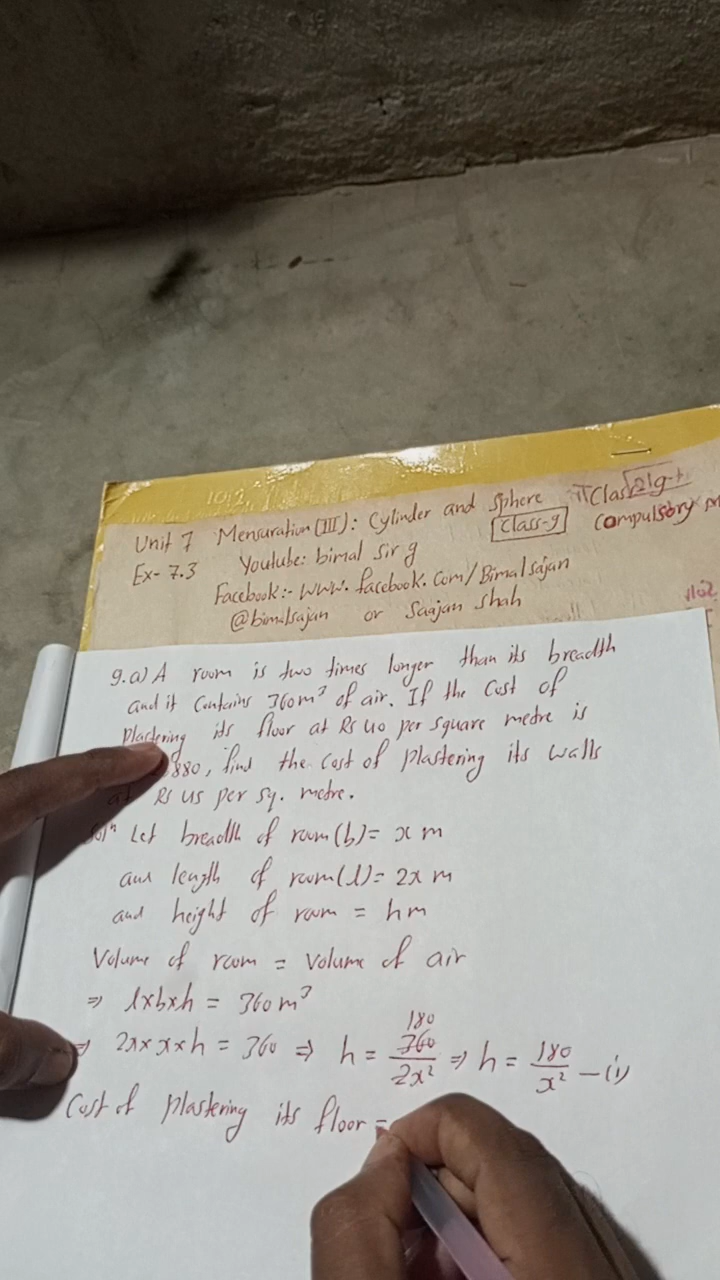 Unit 7 Mensuration (III): Cylinder and Sphere
Class-9 Compulsory
Ex- 7.3 Youtube: bimal sir g
Facebook:- www.facebook.com/Bimalsajan
@bimalsajan or Saajan Shah
9.a) A room is two times longer than its breadth
and it contains 360m³ of air. If the cost of
Plastering its floor at Rs 40 per square metre is
880, find the cost of plastering its walls
at Rs 45 per sq. metre.
Solⁿ Let breadth of room (b) = x m
and length of room (l) = 2x m
and height of room = h m
Volume of room = Volume of air
⇒ l×b×h = 360 m³
⇒ 2x × x × h = 360 ⇒ h = 180 360/2x² ⇒ h = 180/x² — (i)
Cost of Plastering its floor =